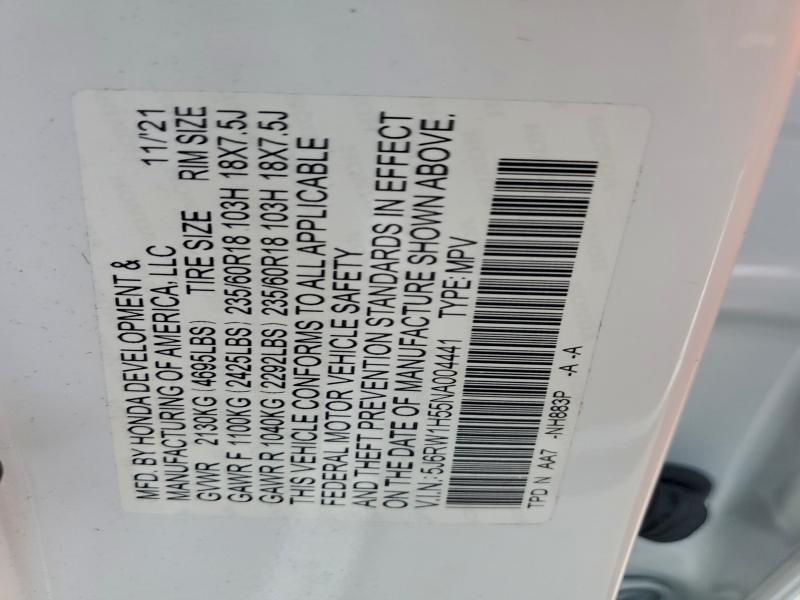 MFD. BY HONDA DEVELOPMENT &
MANUFACTURING OF AMERICA, LLC 11/'21
GVWR 2130KG (4695LBS) TIRE SIZE RIM SIZE
GAWR F 1100KG (2425LBS) 235/60R18 103H 18X7.5J
GAWR R 1040KG (2292LBS) 235/60R18 103H 18X7.5J
THIS VEHICLE CONFORMS TO ALL APPLICABLE
FEDERAL MOTOR VEHICLE SAFETY
AND THEFT PREVENTION STANDARDS IN EFFECT
ON THE DATE OF MANUFACTURE SHOWN ABOVE.
V.I.N.: 5J6RW1H55NA004441 TYPE: MPV
TPD N AA7 -NH883P -A -A